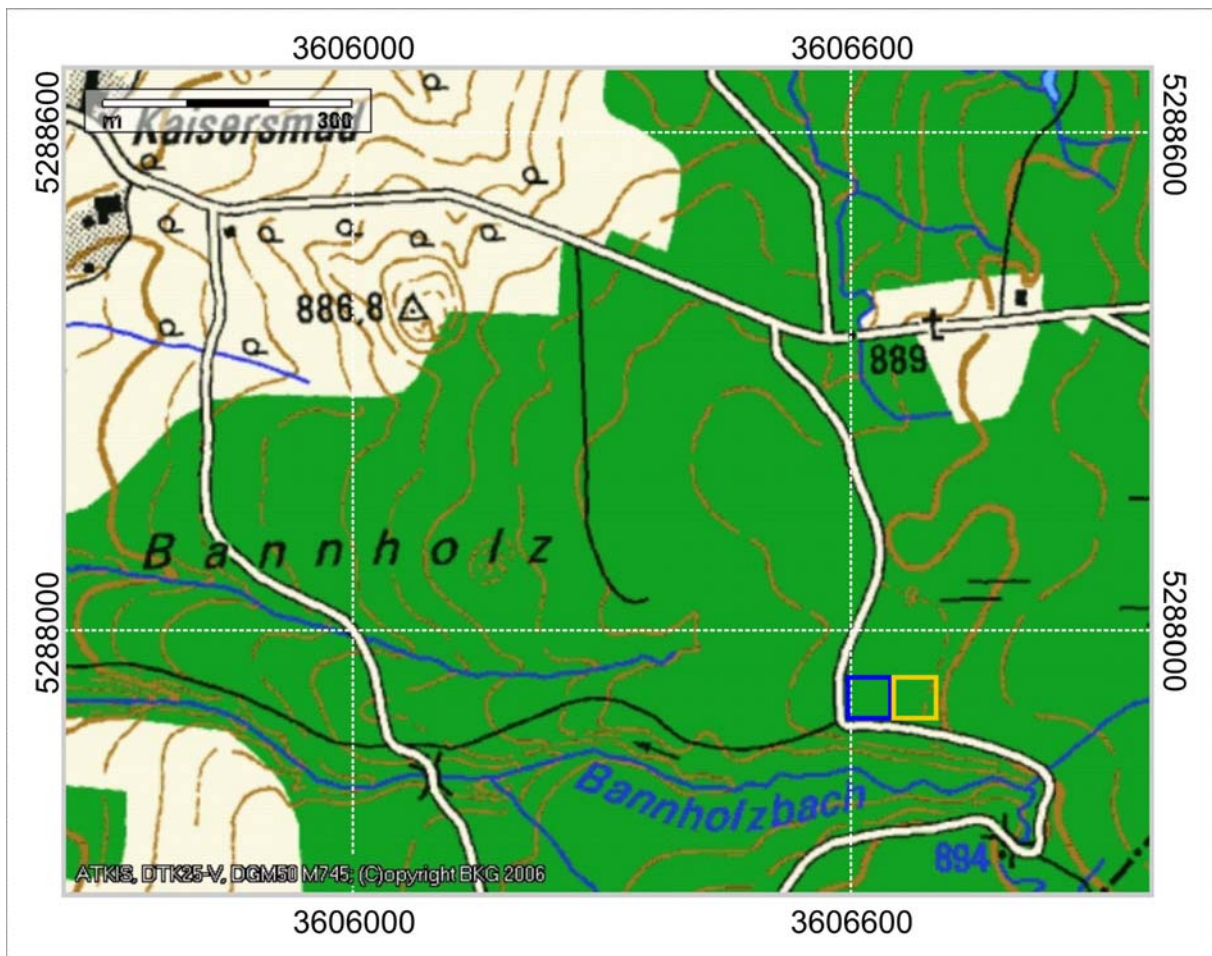 3606000 3606600
5288600
5288600
m 300
Kaisersmad
886,8
889
Bannholz
5288000
5288000
Bannholzbach
894
ATKIS, DTK25-V, DGM50 M745, (C)opyright BKG 2006
3606000 3606600